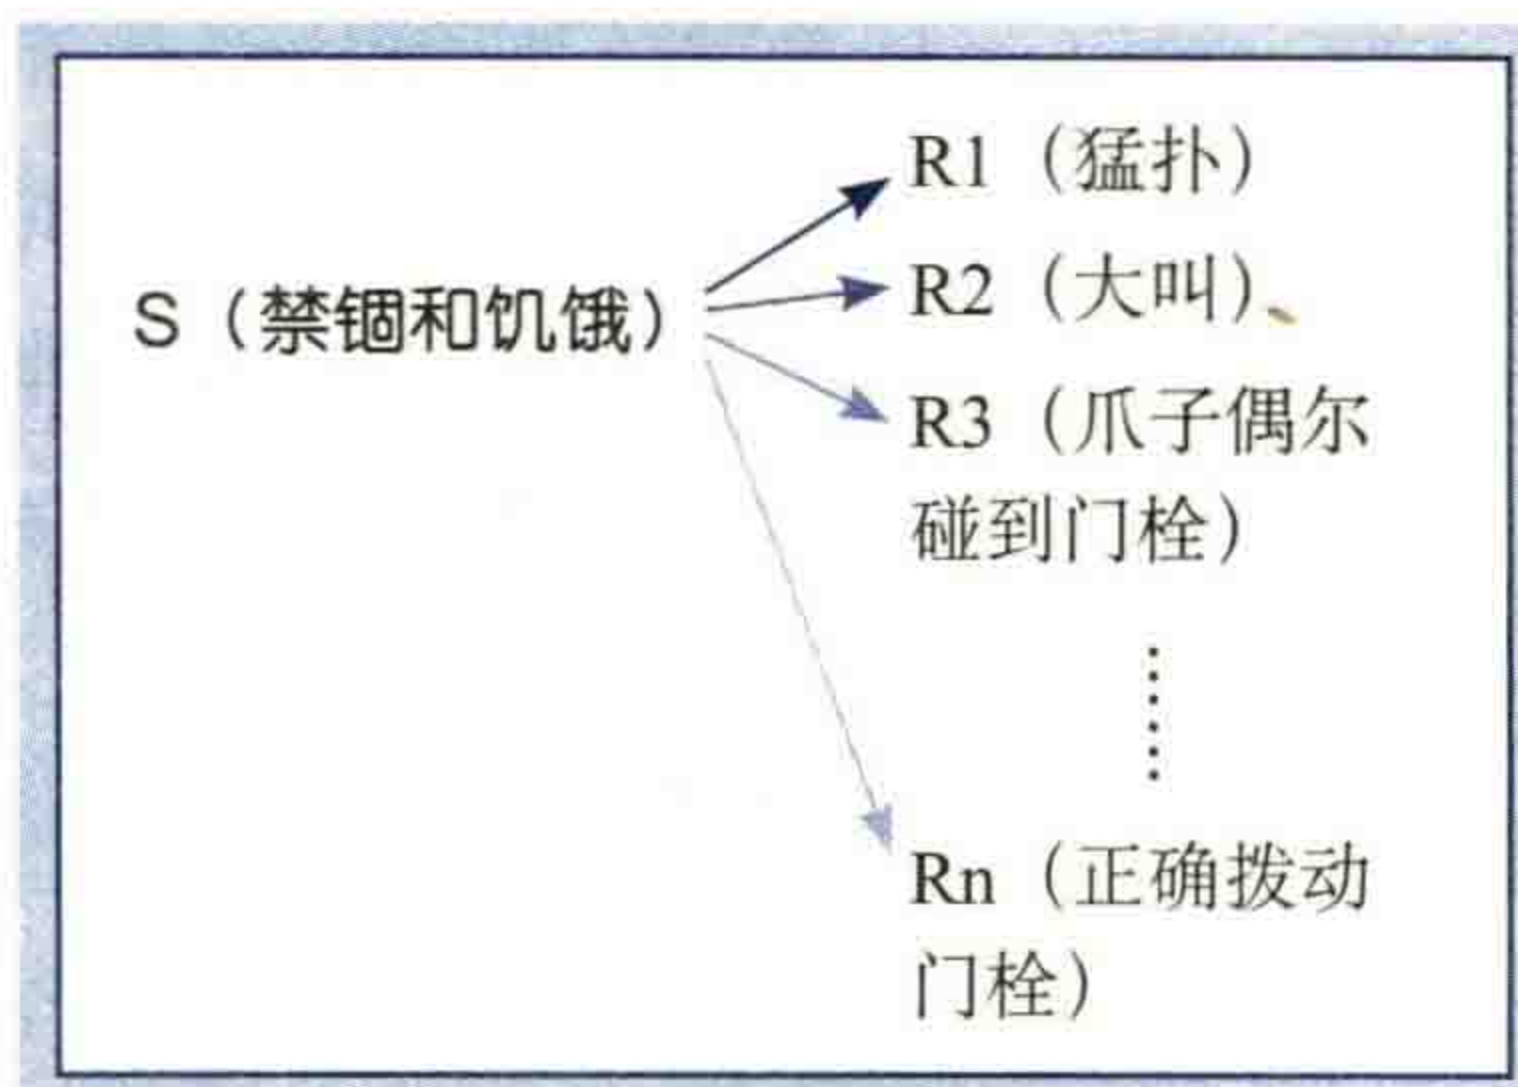 R1（猛扑）
S（禁锢和饥饿）
R2（大叫）
R3（爪子偶尔
碰到门栓）
……
Rn（正确拨动
门栓）